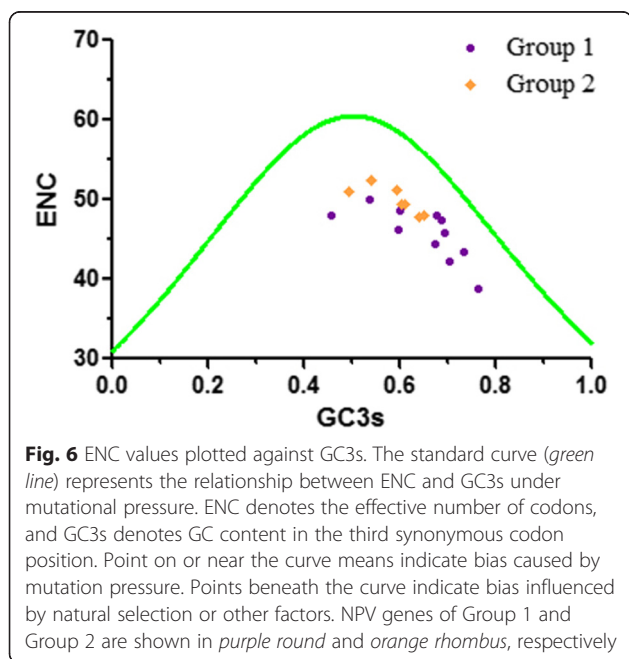 70
60
50
40
30
ENC
Group 1
Group 2
0.0 0.2 0.4 0.6 0.8 1.0
GC3s
Fig. 6 ENC values plotted against GC3s. The standard curve (green
line) represents the relationship between ENC and GC3s under
mutational pressure. ENC denotes the effective number of codons,
and GC3s denotes GC content in the third synonymous codon
position. Point on or near the curve means indicate bias caused by
mutation pressure. Points beneath the curve indicate bias influenced
by natural selection or other factors. NPV genes of Group 1 and
Group 2 are shown in purple round and orange rhombus, respectively